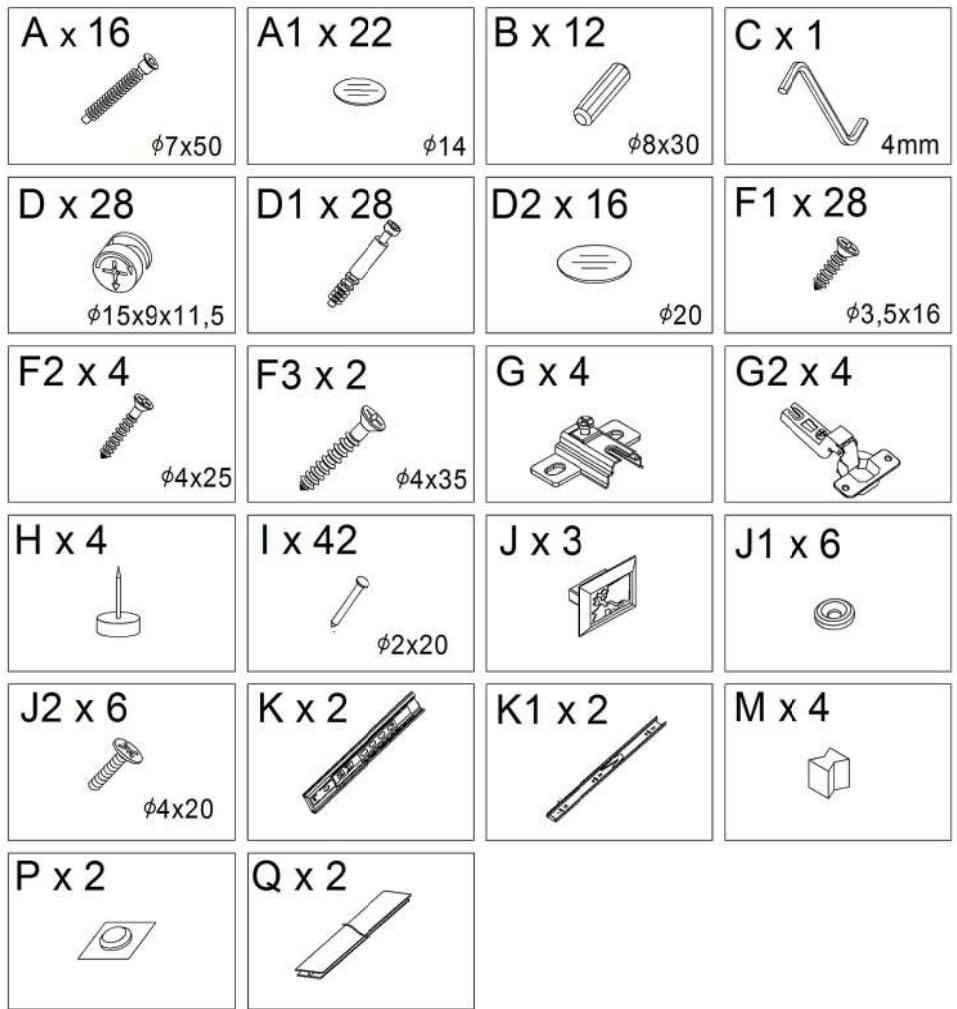 A x 16
ϕ7x50
A1 x 22
ϕ14
B x 12
ϕ8x30
C x 1
4mm
D x 28
ϕ15x9x11,5
D1 x 28
D2 x 16
ϕ20
F1 x 28
ϕ3,5x16
F2 x 4
ϕ4x25
F3 x 2
ϕ4x35
G x 4
G2 x 4
H x 4
I x 42
ϕ2x20
J x 3
J1 x 6
J2 x 6
ϕ4x20
K x 2
K1 x 2
M x 4
P x 2
Q x 2